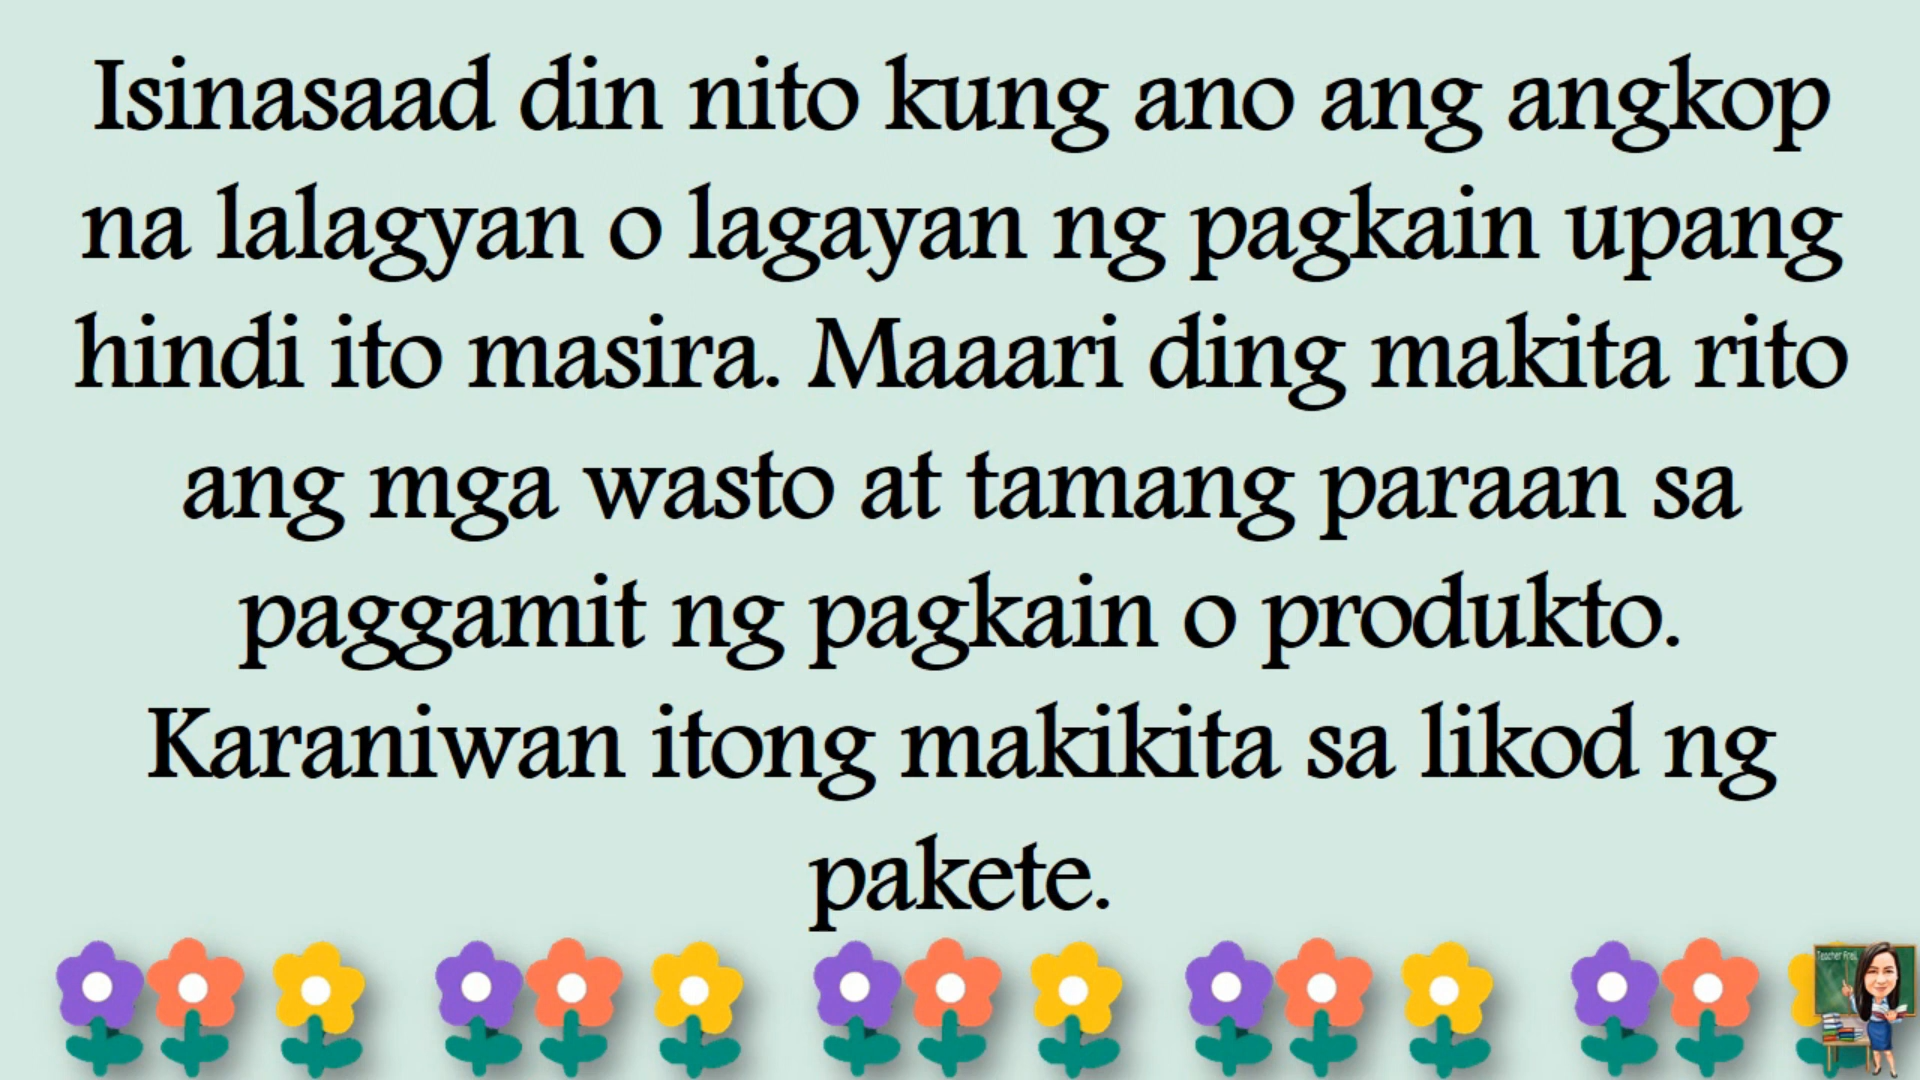 Isinasaad din nito kung ano ang angkop
na lalagyan o lagayan ng pagkain upang
hindi ito masira. Maaari ding makita rito
ang mga wasto at tamang paraan sa
paggamit ng pagkain o produkto.
Karaniwan itong makikita sa likod ng
pakete.